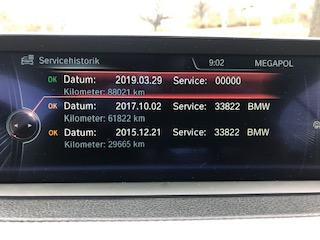 Servicehistorik 9:02 MEGAPOL
OK Datum: 2019.03.29 Service: 00000
Kilometer: 88021 km
OK Datum: 2017.10.02 Service: 33822 BMW
Kilometer: 61822 km
OK Datum: 2015.12.21 Service: 33822 BMW
Kilometer: 29665 km